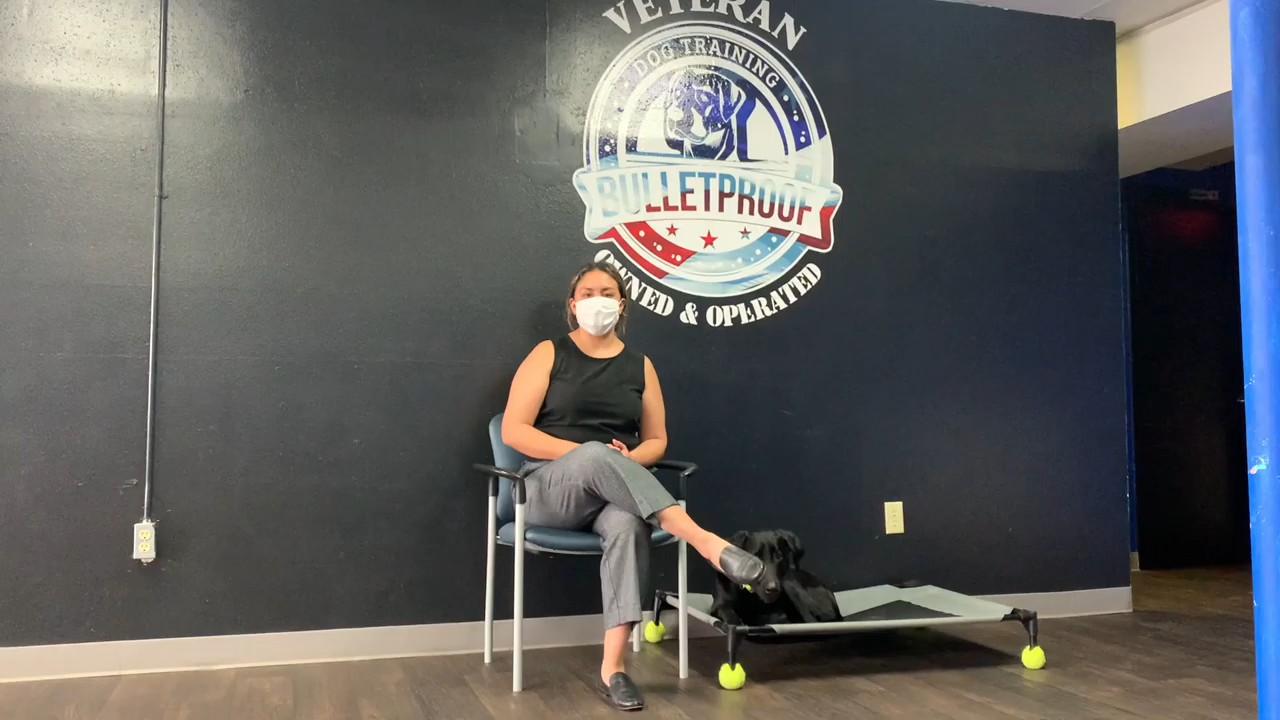 VETERAN
DOG TRAINING
BULLETPROOF
OWNED & OPERATED